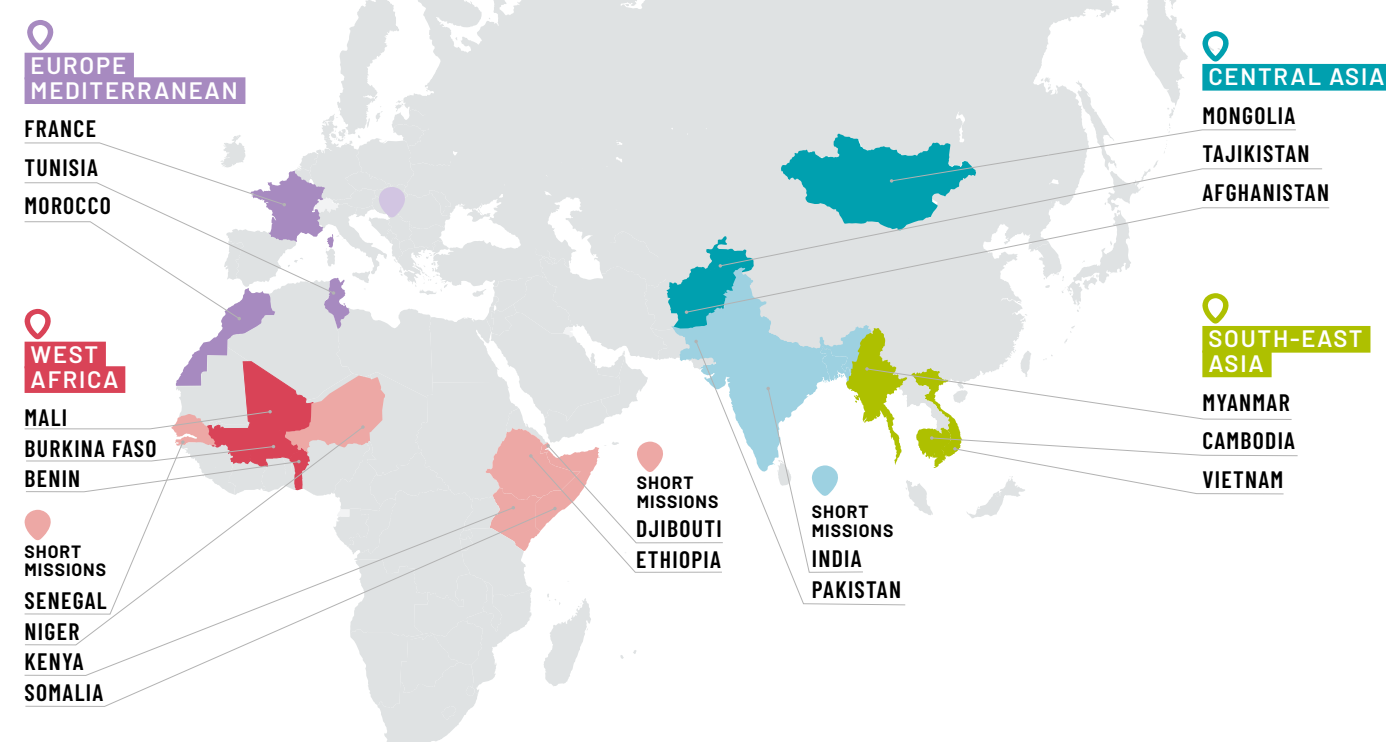 EUROPE
MEDITERRANEAN
FRANCE
TUNISIA
MOROCCO
WEST
AFRICA
MALI
BURKINA FASO
BENIN
SHORT
MISSIONS
SENEGAL
NIGER
KENYA
SOMALIA
SHORT
MISSIONS
DJIBOUTI
ETHIOPIA
SHORT
MISSIONS
INDIA
PAKISTAN
CENTRAL ASIA
MONGOLIA
TAJIKISTAN
AFGHANISTAN
SOUTH-EAST
ASIA
MYANMAR
CAMBODIA
VIETNAM